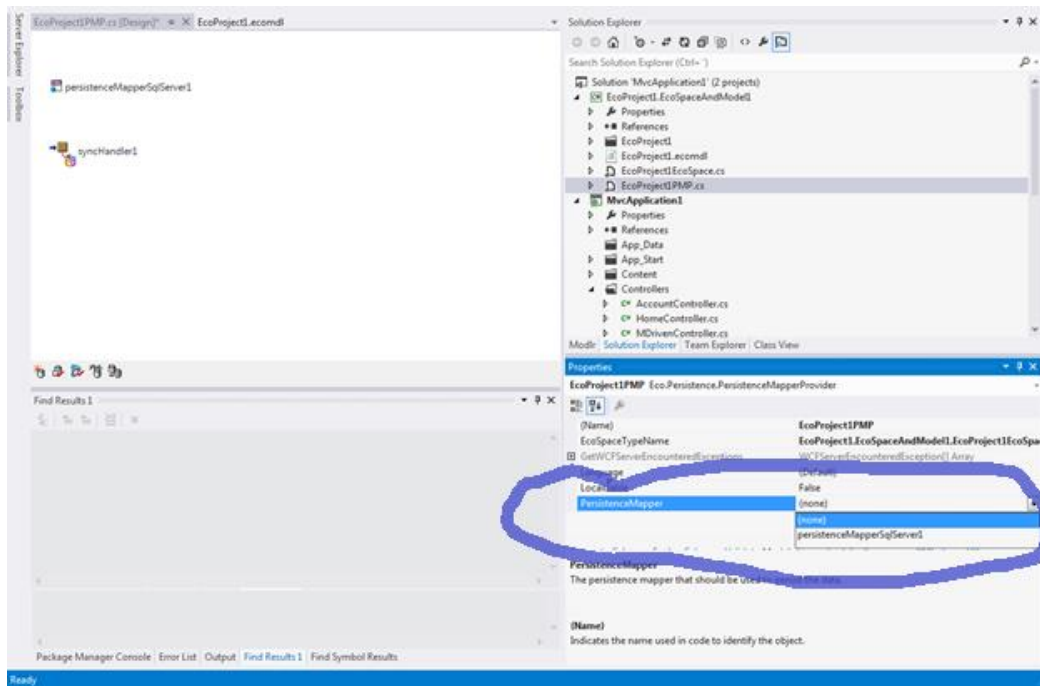 Server Explorer
Toolbox
EcoProject1PMP.cs [Design]*
EcoProject1.ecomdl
persistenceMapperSqlServer1
syncHandler1
Find Results 1
Package Manager Console Error List Output Find Results 1 Find Symbol Results
Solution Explorer
Search Solution Explorer (Ctrl+¨)
Solution 'MvcApplication1' (2 projects)
EcoProject1.EcoSpaceAndModel1
Properties
References
EcoProject1
EcoProject1.ecomdl
EcoProject1EcoSpace.cs
EcoProject1PMP.cs
MvcApplication1
Properties
References
App_Data
App_Start
Content
Controllers
AccountController.cs
HomeController.cs
MDrivenController.cs
Modlr Solution Explorer Team Explorer Class View
Properties
EcoProject1PMP Eco.Persistence.PersistenceMapperProvider
(Name) EcoProject1PMP
EcoSpaceTypeName EcoProject1.EcoSpaceAndModel1.EcoProject1EcoSpa
GetWCFServerEncounteredExceptions WCFServerEncounteredException[] Array
Language (Default)
False
PersistenceMapper (none)
(none)
persistenceMapperSqlServer1
PersistenceMapper
The persistence mapper that should be used to persist the data.
(Name)
Indicates the name used in code to identify the object.
Ready